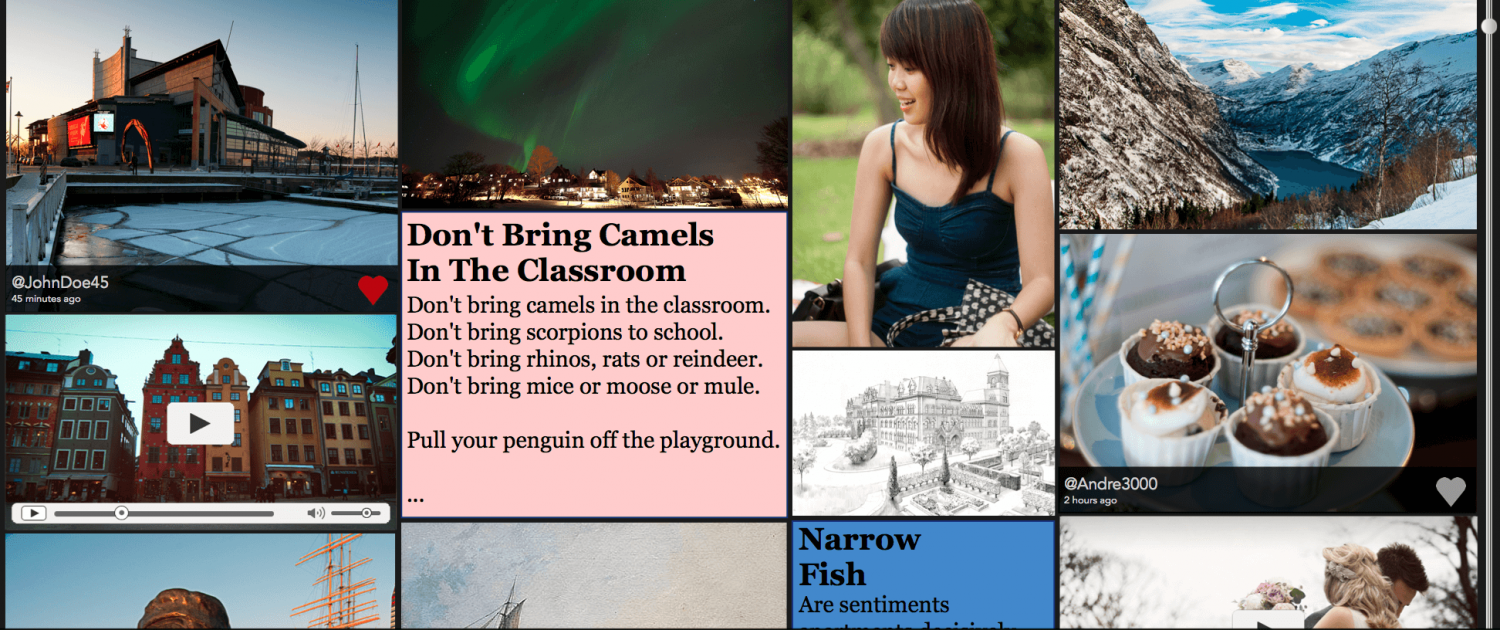 @JohnDoe45
45 minutes ago
Don't Bring Camels
In The Classroom
Don't bring camels in the classroom.
Don't bring scorpions to school.
Don't bring rhinos, rats or reindeer.
Don't bring mice or moose or mule.
Pull your penguin off the playground.
...
Narrow
Fish
Are sentiments
apartments decisively
@Andre3000
2 hours ago